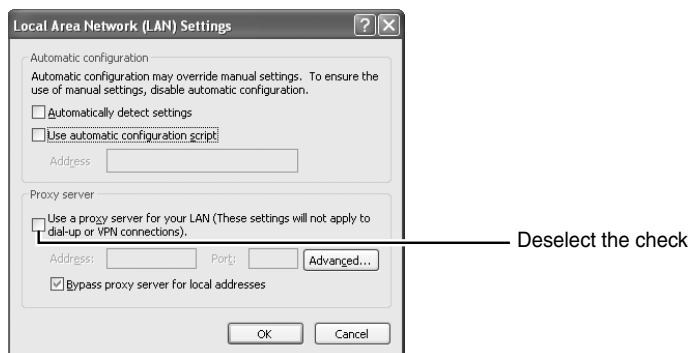 Local Area Network (LAN) Settings
Automatic configuration
Automatic configuration may override manual settings. To ensure the
use of manual settings, disable automatic configuration.
Automatically detect settings
Use automatic configuration script
Address
Proxy server
Use a proxy server for your LAN (These settings will not apply to
dial-up or VPN connections).
Deselect the check
Address: Port: Advanced...
Bypass proxy server for local addresses
OK Cancel